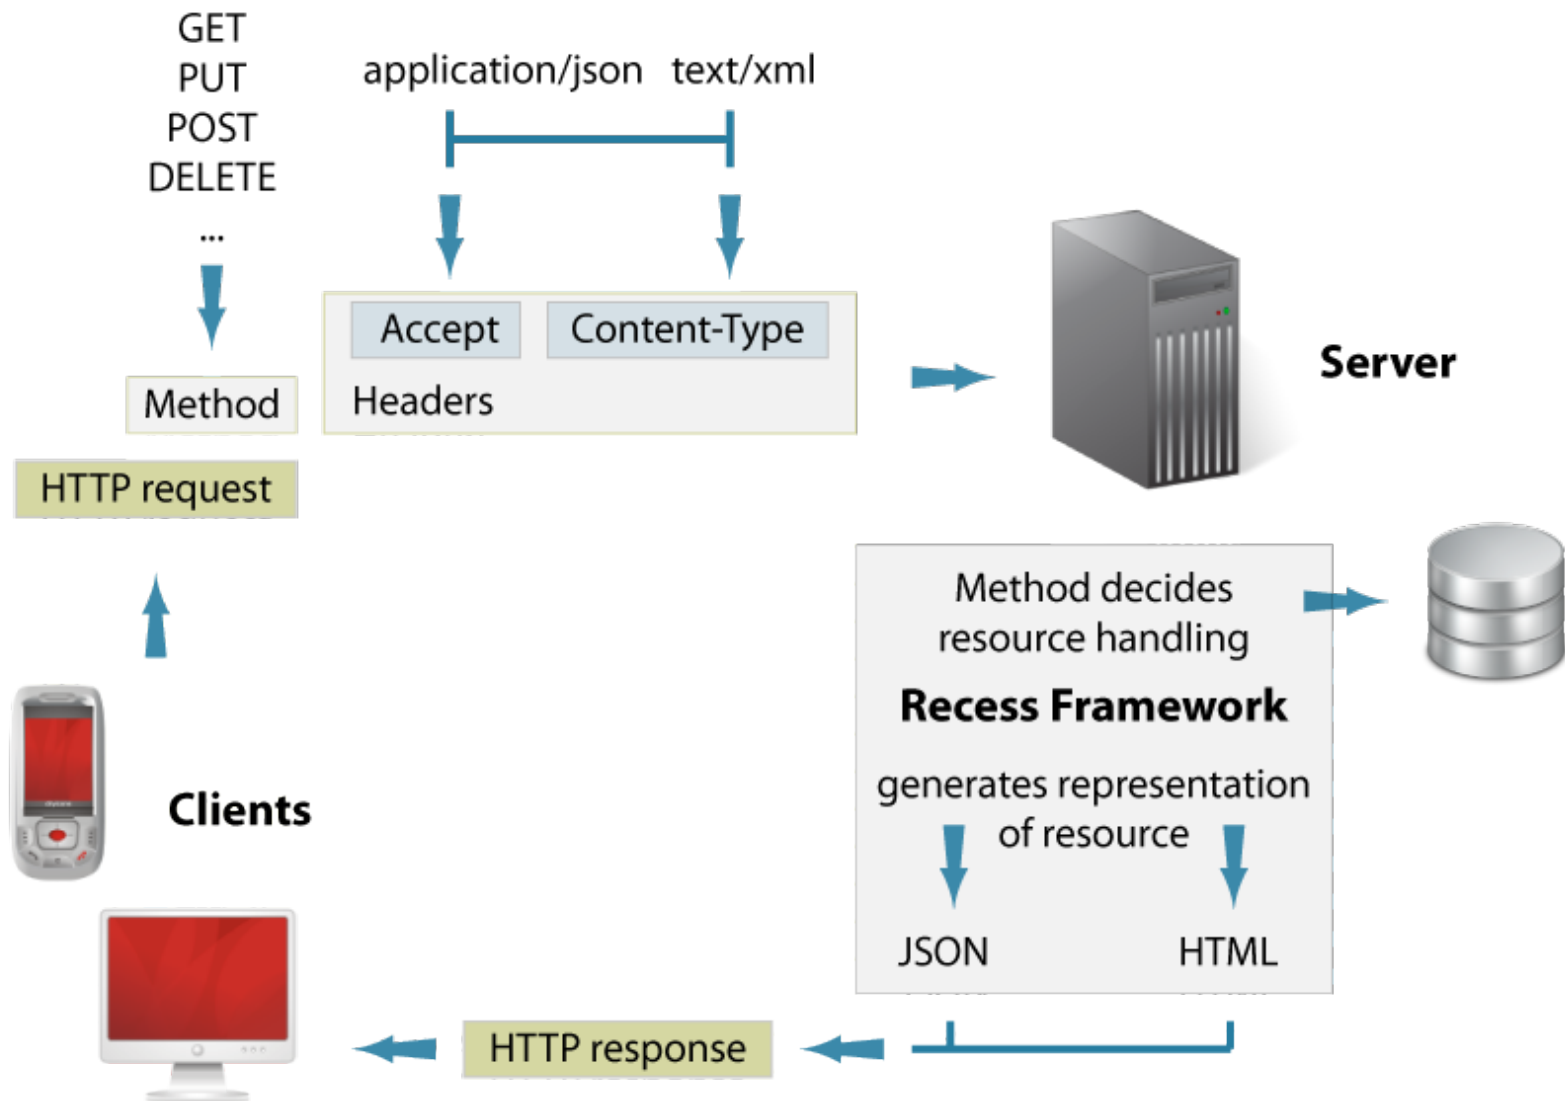 GET
PUT
POST
DELETE
...
application/json text/xml
Accept Content-Type
Headers
Method
HTTP request
Server
Method decides
resource handling
Recess Framework
generates representation
of resource
JSON HTML
Clients
HTTP response